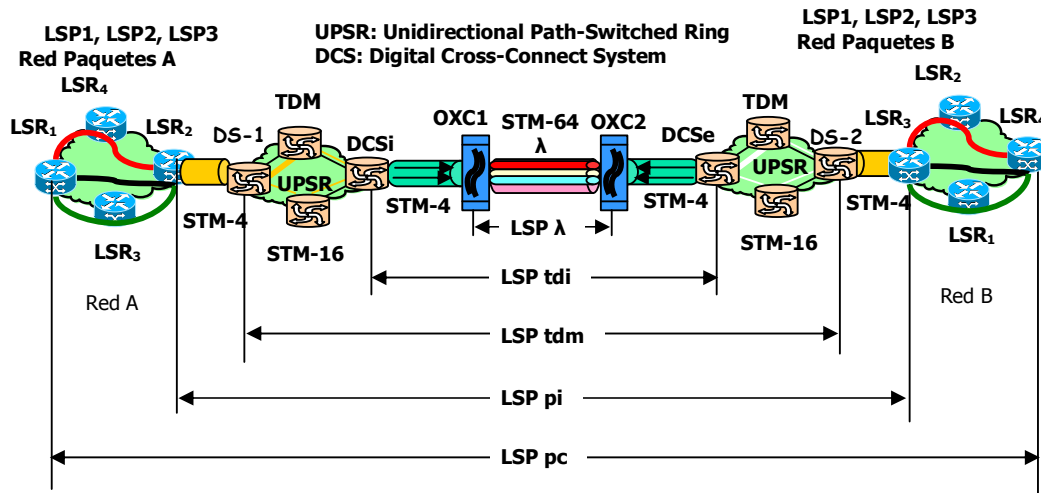 LSP1, LSP2, LSP3
Red Paquetes A
UPSR: Unidirectional Path-Switched Ring
DCS: Digital Cross-Connect System
LSP1, LSP2, LSP3
Red Paquetes B
LSR4
LSR1
LSR2
LSR3
STM-4
DS-1
TDM
UPSR
STM-16
DCSi
STM-4
OXC1
STM-64
λ
OXC2
LSP λ
DCSe
STM-4
TDM
UPSR
STM-16
DS-2
STM-4
LSR2
LSR3
LSR1
Red A
Red B
LSP tdi
LSP tdm
LSP pi
LSP pc